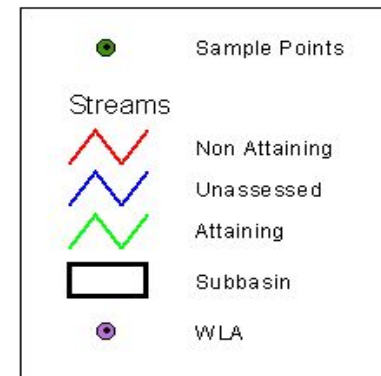 Sample Points
Streams
Non Attaining
Unassessed
Attaining
Subbasin
WLA